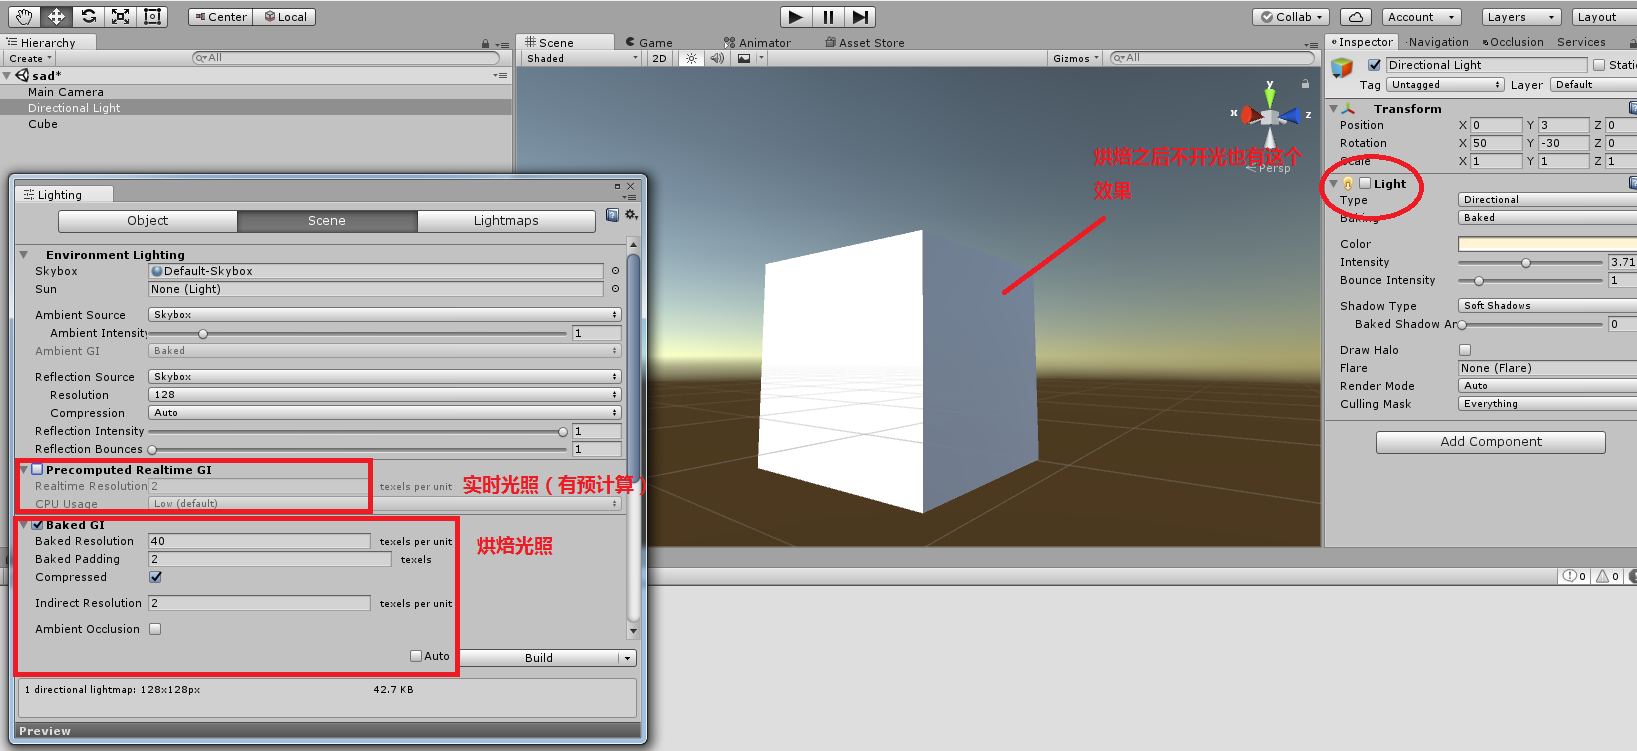 Center
Local
Collab
Account
Layers
Layout
Hierarchy
Create
All
sad*
Main Camera
Directional Light
Cube
Scene
Game
Animator
Asset Store
Shaded
2D
Gizmos
All
y
x
z
Persp
烘焙之后不开光也有这个
效果
Inspector
Navigation
Occlusion
Services
Directional Light
Stati
Tag
Untagged
Layer
Default
Transform
Position X 0 Y 3 Z 0
Rotation X 50 Y -30 Z 0
Scale X 1 Y 1 Z 1
Light
Type Directional
Baking Baked
Color
Intensity 3.71
Bounce Intensity 1
Shadow Type Soft Shadows
Baked Shadow An 0
Draw Halo
Flare None (Flare)
Render Mode Auto
Culling Mask Everything
Add Component
0
0
Lighting
Object
Scene
Lightmaps
Environment Lighting
Skybox Default-Skybox
Sun None (Light)
Ambient Source Skybox
Ambient Intensity 1
Ambient GI Baked
Reflection Source Skybox
Resolution 128
Compression Auto
Reflection Intensity 1
Reflection Bounces 1
Precomputed Realtime GI
Realtime Resolution 2 texels per unit
实时光照（有预计算）
CPU Usage Low (default)
Baked GI
Baked Resolution 40 texels per unit
烘焙光照
Baked Padding 2 texels
Compressed
Indirect Resolution 2 texels per unit
Ambient Occlusion
Auto
Build
1 directional lightmap: 128x128px 42.7 KB
Preview